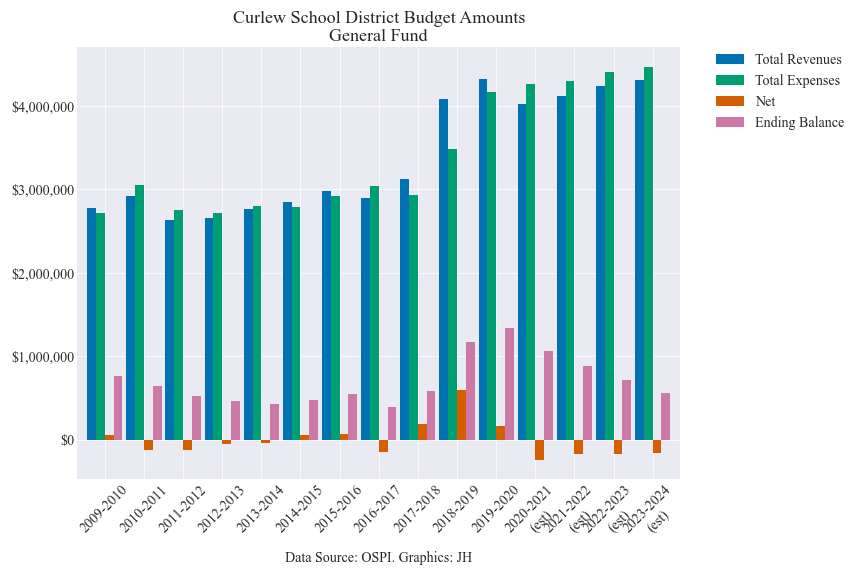 Curlew School District Budget Amounts
General Fund
Total Revenues
Total Expenses
Net
Ending Balance
$4,000,000
$3,000,000
$2,000,000
$1,000,000
$0
2009-2010
2010-2011
2011-2012
2012-2013
2013-2014
2014-2015
2015-2016
2016-2017
2017-2018
2018-2019
2019-2020
2020-2021
(est)
2021-2022
(est)
2022-2023
(est)
2023-2024
(est)
Data Source: OSPI. Graphics: JH